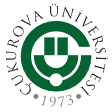 ÇUKUROVA ÜNİVERSİTESİ
· 1973 ·